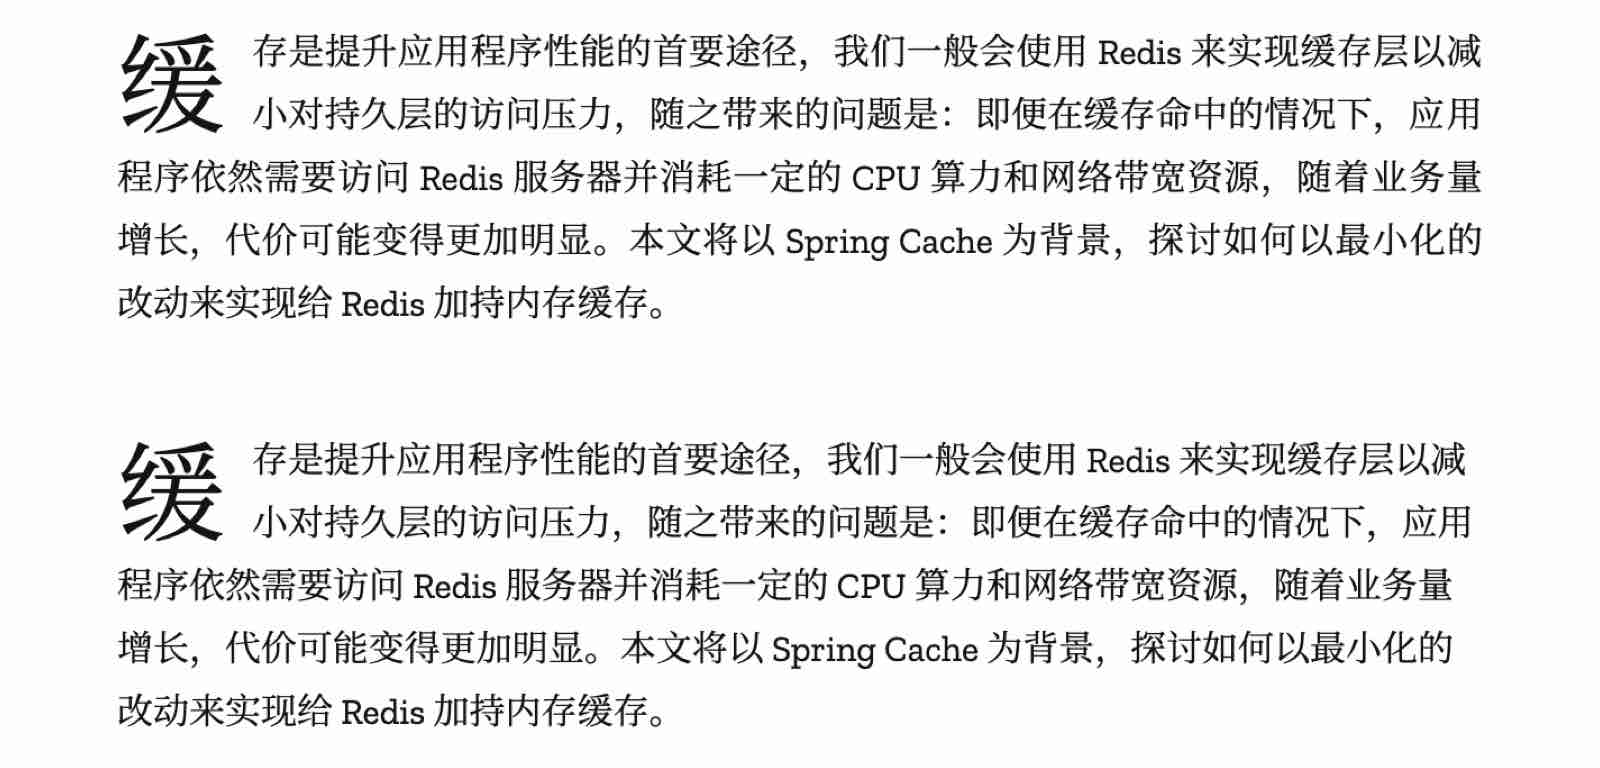 缓存是提升应用程序性能的首要途径，我们一般会使用 Redis 来实现缓存层以减
小对持久层的访问压力，随之带来的问题是：即便在缓存命中的情况下，应用
程序依然需要访问 Redis 服务器并消耗一定的 CPU 算力和网络带宽资源，随着业务量
增长，代价可能变得更加明显。本文将以 Spring Cache 为背景，探讨如何以最小化的
改动来实现给 Redis 加持内存缓存。
缓存是提升应用程序性能的首要途径，我们一般会使用 Redis 来实现缓存层以减
小对持久层的访问压力，随之带来的问题是：即便在缓存命中的情况下，应用
程序依然需要访问 Redis 服务器并消耗一定的 CPU 算力和网络带宽资源，随着业务量
增长，代价可能变得更加明显。本文将以 Spring Cache 为背景，探讨如何以最小化的
改动来实现给 Redis 加持内存缓存。